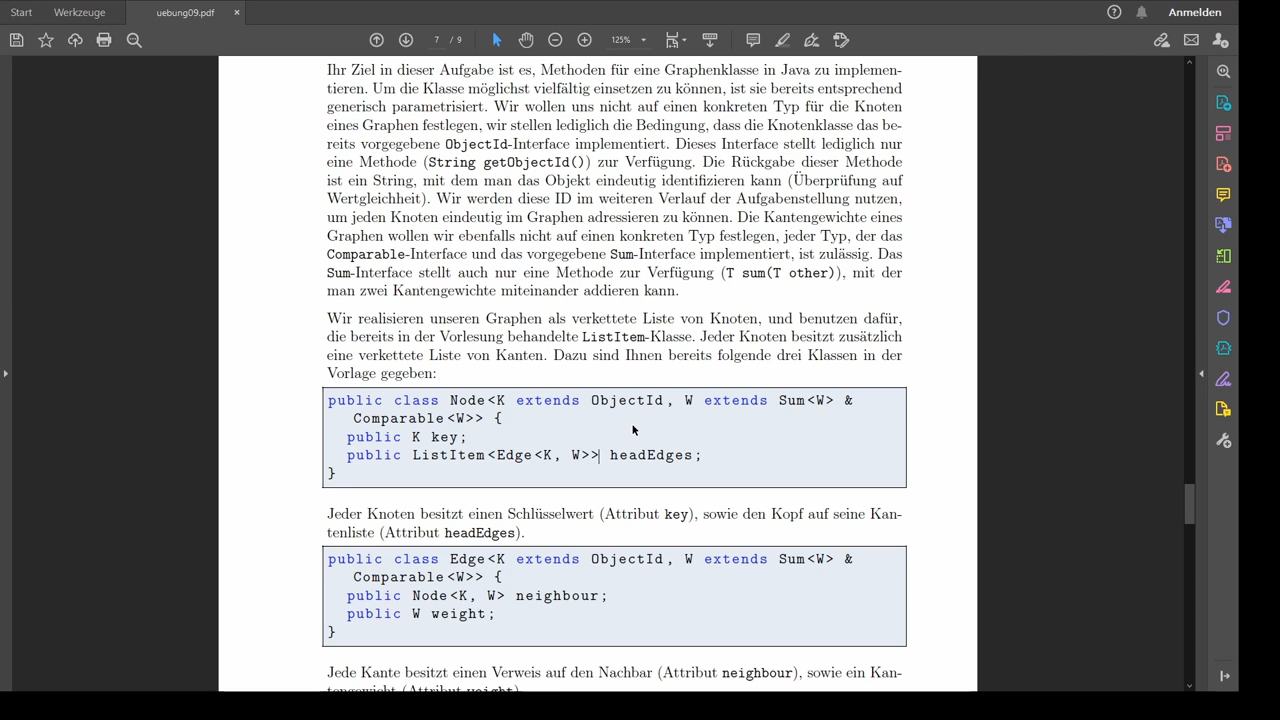 Start
Werkzeuge
uebung09.pdf
×
Anmelden
7 / 9
125%
Ihr Ziel in dieser Aufgabe ist es, Methoden für eine Graphenklasse in Java zu implemen-
tieren. Um die Klasse möglichst vielfältig einsetzen zu können, ist sie bereits entsprechend
generisch parametrisiert. Wir wollen uns nicht auf einen konkreten Typ für die Knoten
eines Graphen festlegen, wir stellen lediglich die Bedingung, dass die Knotenklasse das be-
reits vorgegebene ObjectId-Interface implementiert. Dieses Interface stellt lediglich nur
eine Methode (String getObjectId()) zur Verfügung. Die Rückgabe dieser Methode
ist ein String, mit dem man das Objekt eindeutig identifizieren kann (Überprüfung auf
Wertgleichheit). Wir werden diese ID im weiteren Verlauf der Aufgabenstellung nutzen,
um jeden Knoten eindeutig im Graphen adressieren zu können. Die Kantengewichte eines
Graphen wollen wir ebenfalls nicht auf einen konkreten Typ festlegen, jeder Typ, der das
Comparable-Interface und das vorgegebene Sum-Interface implementiert, ist zulässig. Das
Sum-Interface stellt auch nur eine Methode zur Verfügung (T sum(T other)), mit der
man zwei Kantengewichte miteinander addieren kann.
Wir realisieren unseren Graphen als verkettete Liste von Knoten, und benutzen dafür,
die bereits in der Vorlesung behandelte ListItem-Klasse. Jeder Knoten besitzt zusätzlich
eine verkettete Liste von Kanten. Dazu sind Ihnen bereits folgende drei Klassen in der
Vorlage gegeben:
public class Node<K extends ObjectId, W extends Sum<W> &
Comparable<W>> {
public K key;
public ListItem<Edge<K, W>> headEdges;
}
Jeder Knoten besitzt einen Schlüsselwert (Attribut key), sowie den Kopf auf seine Kan-
tenliste (Attribut headEdges).
public class Edge<K extends ObjectId, W extends Sum<W> &
Comparable<W>> {
public Node<K, W> neighbour;
public W weight;
}
Jede Kante besitzt einen Verweis auf den Nachbar (Attribut neighbour), sowie ein Kan-
tengewicht (Attribut weight).